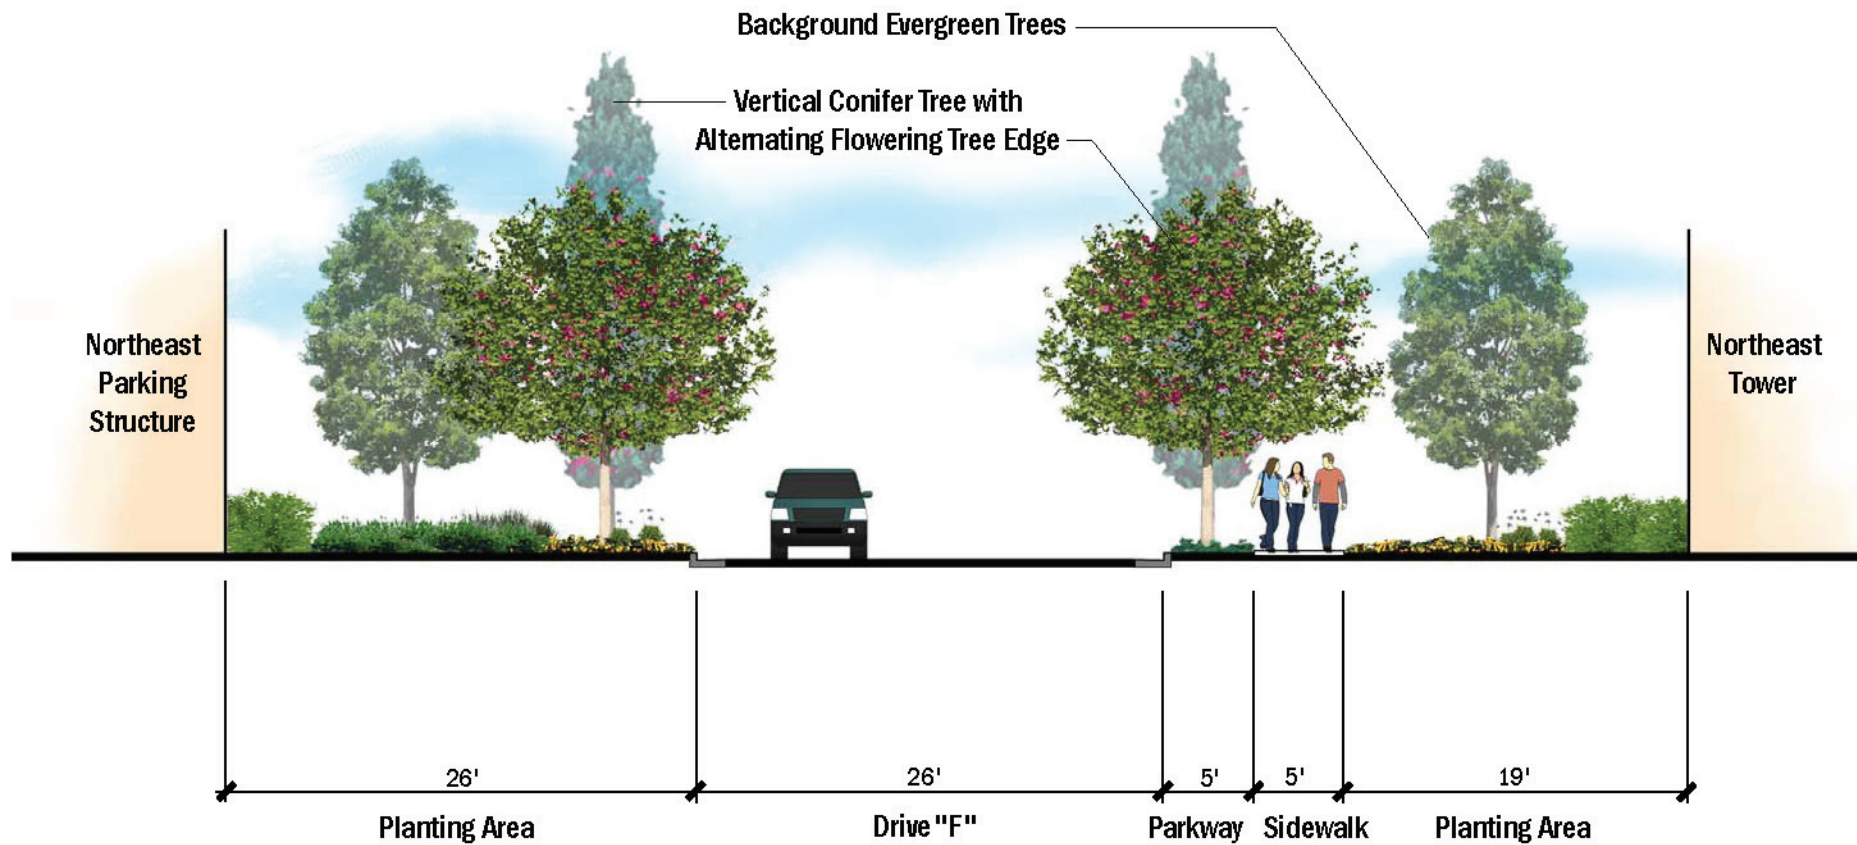 Background Evergreen Trees
Vertical Conifer Tree with
Alternating Flowering Tree Edge
Northeast
Parking
Structure
Northeast
Tower
26'
26'
5'
5'
19'
Planting Area
Drive "F"
Parkway
Sidewalk
Planting Area